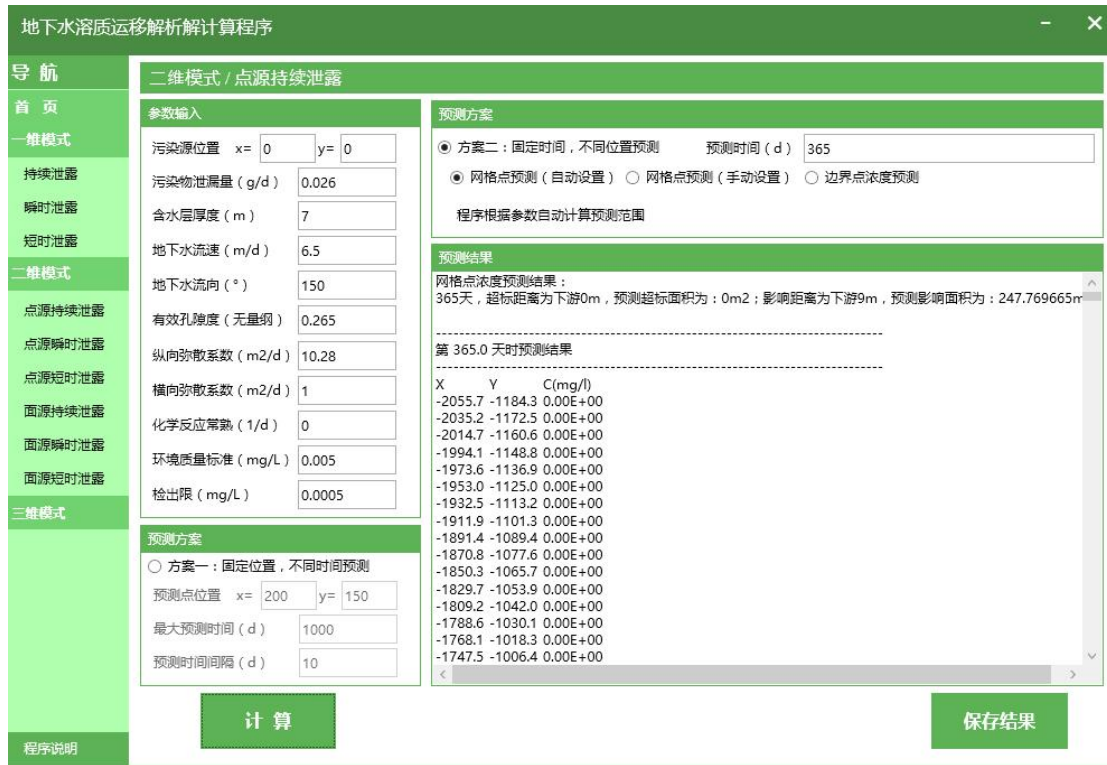 地下水溶质运移解析解计算程序
导 航
首 页
一维模式
持续泄露
瞬时泄露
短时泄露
二维模式
点源持续泄露
点源瞬时泄露
点源短时泄露
面源持续泄露
面源瞬时泄露
面源短时泄露
三维模式
程序说明
二维模式 / 点源持续泄露
参数输入
污染源位置 x= 0 y= 0
污染物泄漏量 ( g/d ) 0.026
含水层厚度 ( m ) 7
地下水流速 ( m/d ) 6.5
地下水流向 ( ° ) 150
有效孔隙度 ( 无量纲 ) 0.265
纵向弥散系数 ( m2/d ) 10.28
横向弥散系数 ( m2/d ) 1
化学反应常熟 ( 1/d ) 0
环境质量标准 ( mg/L ) 0.005
检出限 ( mg/L ) 0.0005
预测方案
方案一：固定位置，不同时间预测
预测点位置 x= 200 y= 150
最大预测时间 ( d ) 1000
预测时间间隔 ( d ) 10
计 算
预测方案
方案二：固定时间，不同位置预测 预测时间 ( d ) 365
网格点预测 ( 自动设置 ) 网格点预测 ( 手动设置 ) 边界点浓度预测
程序根据参数自动计算预测范围
预测结果
网格点浓度预测结果：
365天，超标距离为下游0m，预测超标面积为：0m2；影响距离为下游9m，预测影响面积为：247.769665m
第 365.0 天时预测结果
X Y C(mg/l)
-2055.7 -1184.3 0.00E+00
-2035.2 -1172.5 0.00E+00
-2014.7 -1160.6 0.00E+00
-1994.1 -1148.8 0.00E+00
-1973.6 -1136.9 0.00E+00
-1953.0 -1125.0 0.00E+00
-1932.5 -1113.2 0.00E+00
-1911.9 -1101.3 0.00E+00
-1891.4 -1089.4 0.00E+00
-1870.8 -1077.6 0.00E+00
-1850.3 -1065.7 0.00E+00
-1829.7 -1053.9 0.00E+00
-1809.2 -1042.0 0.00E+00
-1788.6 -1030.1 0.00E+00
-1768.1 -1018.3 0.00E+00
-1747.5 -1006.4 0.00E+00
保存结果